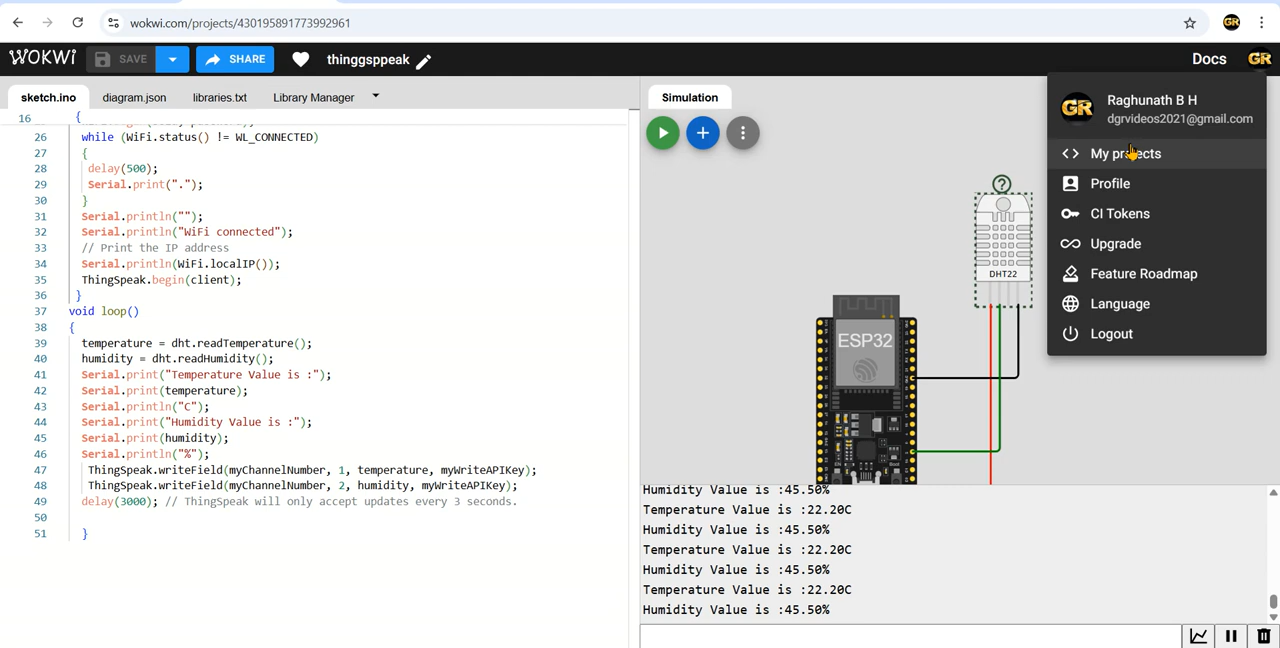 wokwi.com/projects/430195891773992961
GR
WOKWI
SAVE
SHARE
thinggsppeak
Docs
GR
sketch.ino
diagram.json
libraries.txt
Library Manager
Simulation
GR
Raghunath B H
dgrvideos2021@gmail.com
My projects
Profile
CI Tokens
Upgrade
Feature Roadmap
Language
Logout
16 {
26 while (WiFi.status() != WL_CONNECTED)
27 {
28 delay(500);
29 Serial.print(".");
30 }
31 Serial.println("");
32 Serial.println("WiFi connected");
33 // Print the IP address
34 Serial.println(WiFi.localIP());
35 ThingSpeak.begin(client);
36 }
37 void loop()
38 {
39 temperature = dht.readTemperature();
40 humidity = dht.readHumidity();
41 Serial.print("Temperature Value is :");
42 Serial.print(temperature);
43 Serial.println("C");
44 Serial.print("Humidity Value is :");
45 Serial.print(humidity);
46 Serial.println("%");
47 ThingSpeak.writeField(myChannelNumber, 1, temperature, myWriteAPIKey);
48 ThingSpeak.writeField(myChannelNumber, 2, humidity, myWriteAPIKey);
49 delay(3000); // ThingSpeak will only accept updates every 3 seconds.
50
51 }
?
DHT22
ESP32
EN
Boot
Humidity Value is :45.50%
Temperature Value is :22.20C
Humidity Value is :45.50%
Temperature Value is :22.20C
Humidity Value is :45.50%
Temperature Value is :22.20C
Humidity Value is :45.50%